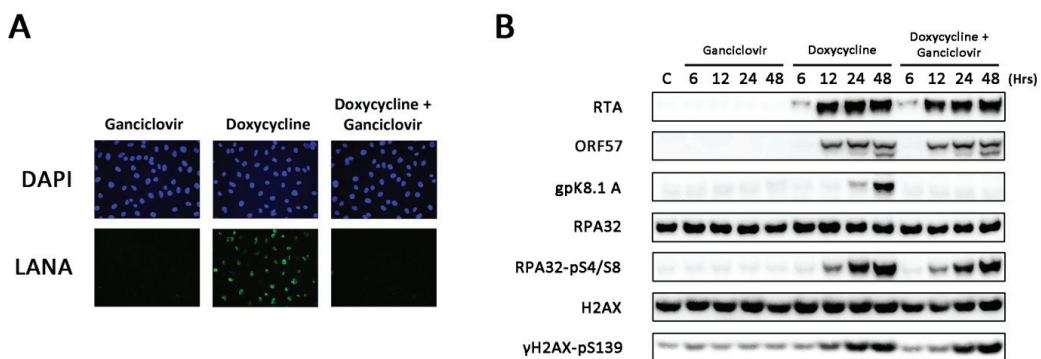 A
Ganciclovir
Doxycycline
Doxycycline +
Ganciclovir
DAPI
LANA
B
Ganciclovir
Doxycycline
Doxycycline +
Ganciclovir
C 6 12 24 48 6 12 24 48 6 12 24 48 (Hrs)
RTA
ORF57
gpK8.1 A
RPA32
RPA32-pS4/S8
H2AX
γH2AX-pS139